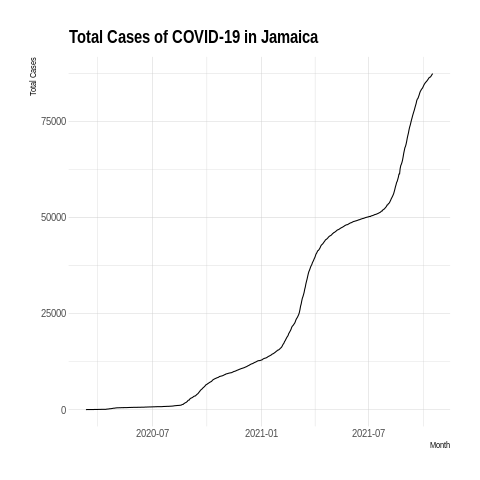 Total Cases of COVID-19 in Jamaica
Total Cases
75000
50000
25000
0
2020-07 2021-01 2021-07
Month